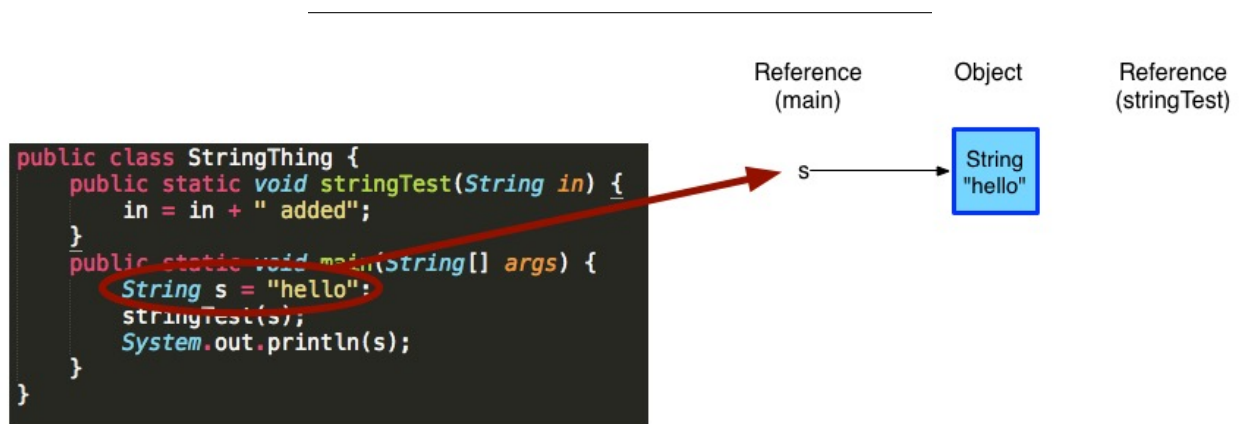 Reference
(main)
Object
Reference
(stringTest)
s
String
"hello"
public class StringThing {
    public static void stringTest(String in) {
        in = in + " added";
    }
    public static void main(String[] args) {
        String s = "hello";
        stringTest(s);
        System.out.println(s);
    }
}